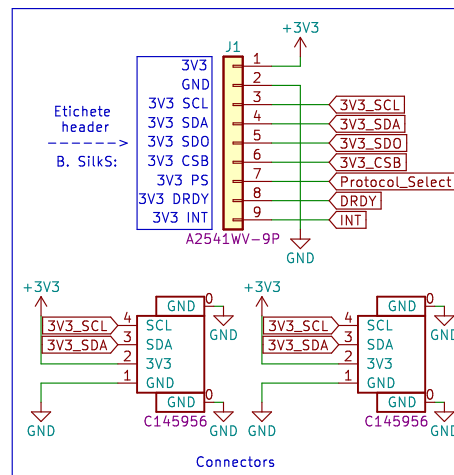 +3V3
J1
3V3 1
GND 2
3V3 SCL 3 3V3_SCL
3V3 SDA 4 3V3_SDA
3V3 SDO 5 3V3_SDO
3V3 CSB 6 3V3_CSB
3V3 PS 7 Protocol_Select
3V3 DRDY 8 DRDY
3V3 INT 9 INT
Etichete
header
B. SilkS:
A2541WV-9P
GND
+3V3 +3V3
GND 0 GND 0
3V3_SCL 4 SCL GND 3V3_SCL 4 SCL GND
3V3_SDA 3 SDA 3V3_SDA 3 SDA
2 3V3 2 3V3
1 GND 1 GND
GND 0 GND 0
GND C145956 GND GND C145956 GND
Connectors